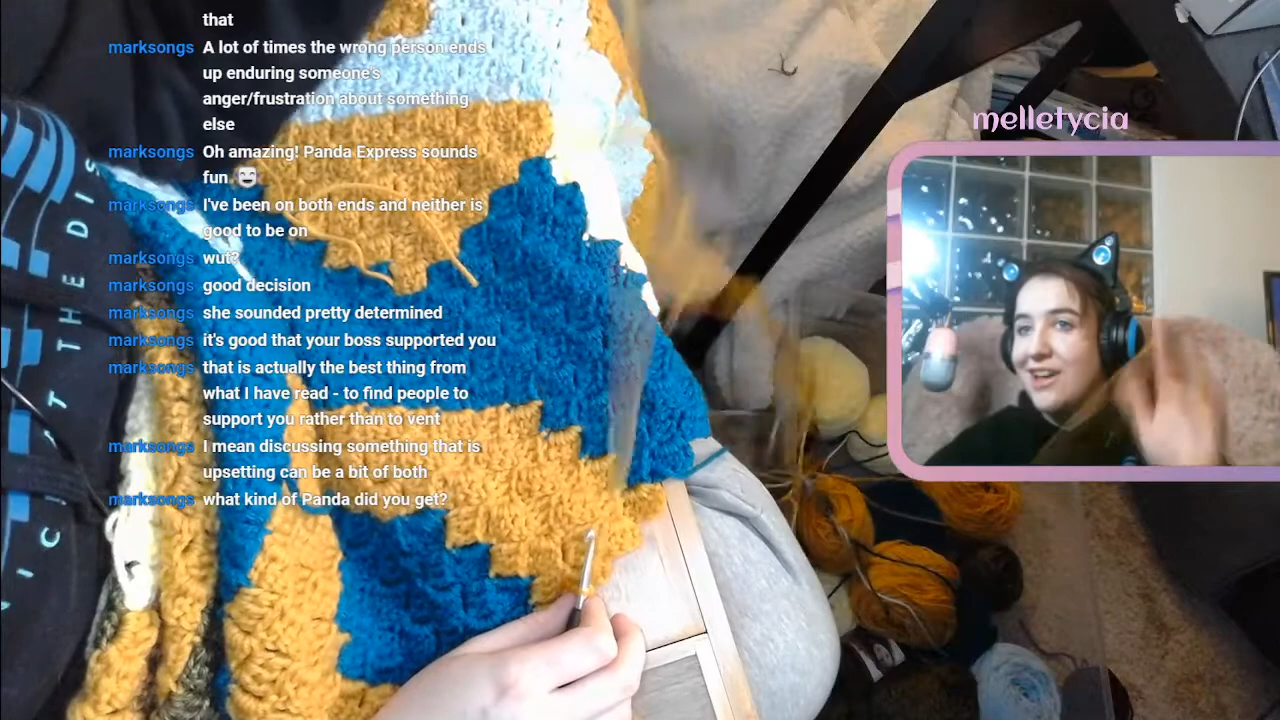 that
marksongs A lot of times the wrong person ends
up enduring someone's
anger/frustration about something
else
marksongs Oh amazing! Panda Express sounds
fun 😄
marksongs I've been on both ends and neither is
good to be on
marksongs wut?
marksongs good decision
marksongs she sounded pretty determined
marksongs it's good that your boss supported you
marksongs that is actually the best thing from
what I have read - to find people to
support you rather than to vent
marksongs I mean discussing something that is
upsetting can be a bit of both
marksongs what kind of Panda did you get?
melletycia
THE DIS